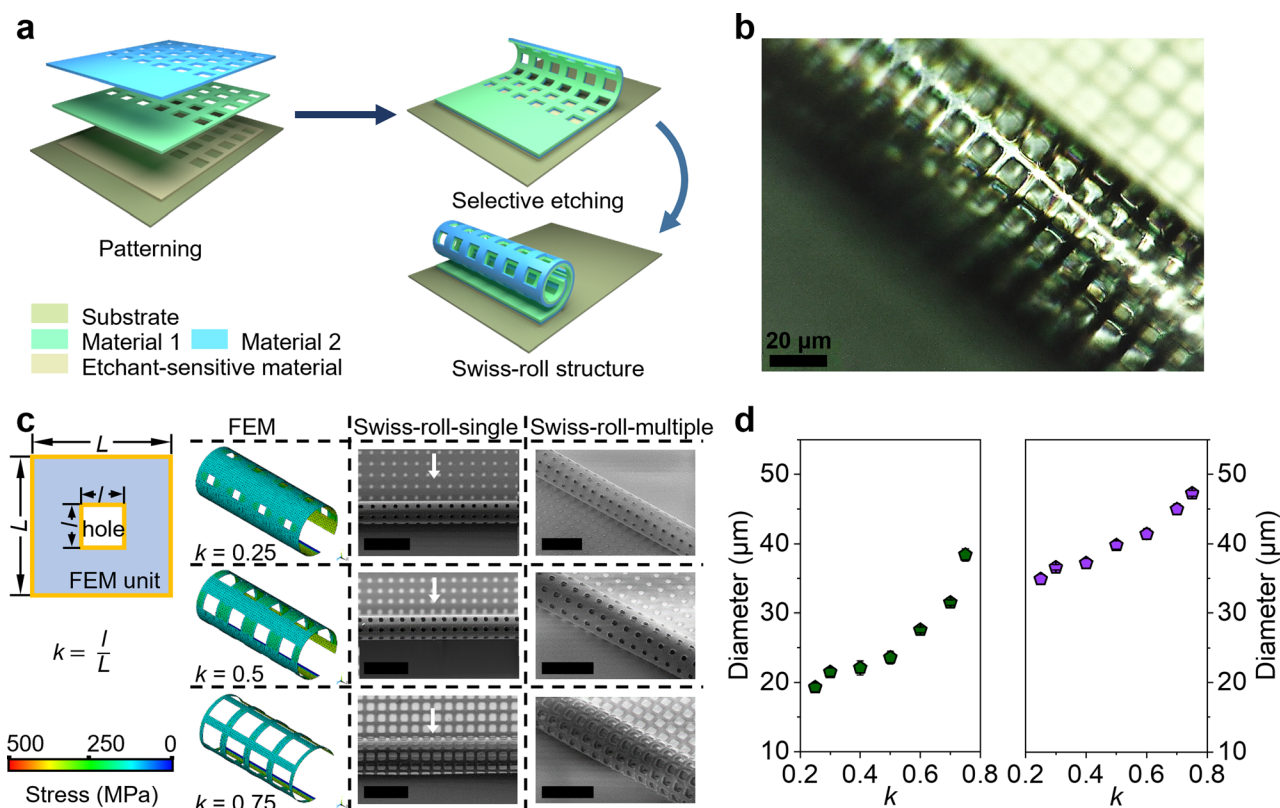 a
Patterning
Selective etching
Swiss-roll structure
Substrate
Material 1
Material 2
Etchant-sensitive material
b
20 µm
c
FEM
Swiss-roll-single
Swiss-roll-multiple
L
L
l
l
hole
FEM unit
k = l/L
k = 0.25
k = 0.5
k = 0.75
500
250
0
Stress (MPa)
d
Diameter (µm)
50
40
30
20
10
0.2
0.4
0.6
0.8
k
50
40
30
20
10
Diameter (µm)
0.2
0.4
0.6
0.8
k